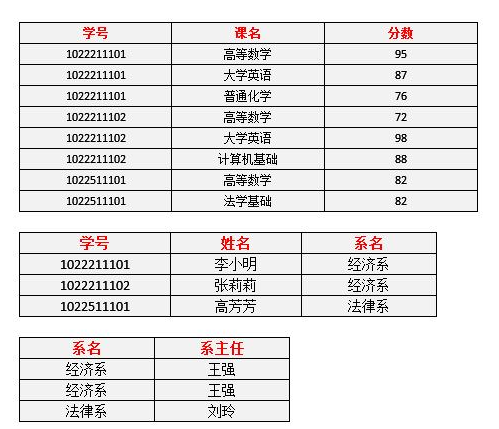 学号 课名 分数
1022211101 高等数学 95
1022211101 大学英语 87
1022211101 普通化学 76
1022211102 高等数学 72
1022211102 大学英语 98
1022211102 计算机基础 88
1022511101 高等数学 82
1022511101 法学基础 82
学号 姓名 系名
1022211101 李小明 经济系
1022211102 张莉莉 经济系
1022511101 高芳芳 法律系
系名 系主任
经济系 王强
经济系 王强
法律系 刘玲